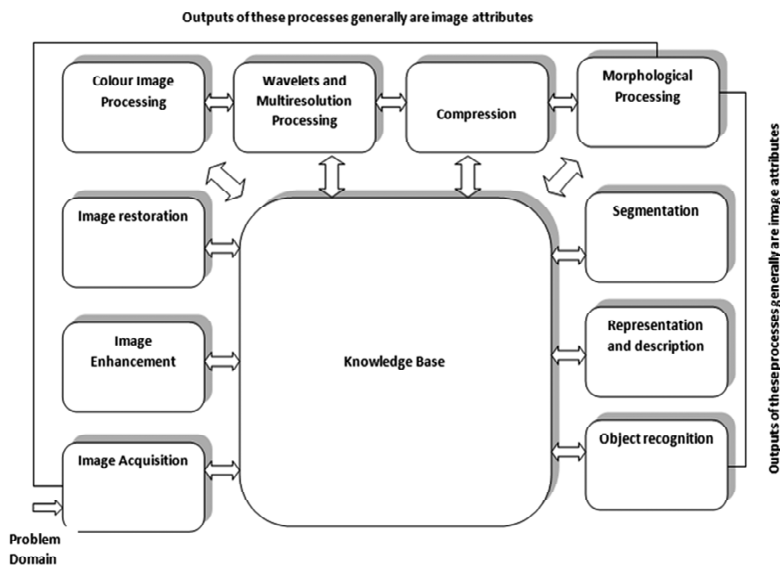 Outputs of these processes generally are image attributes
Colour Image
Processing
Wavelets and
Multiresolution
Processing
Compression
Morphological
Processing
Image restoration
Segmentation
Image
Enhancement
Knowledge Base
Representation
and description
Image Acquisition
Object recognition
Problem
Domain
Outputs of these processes generally are image attributes